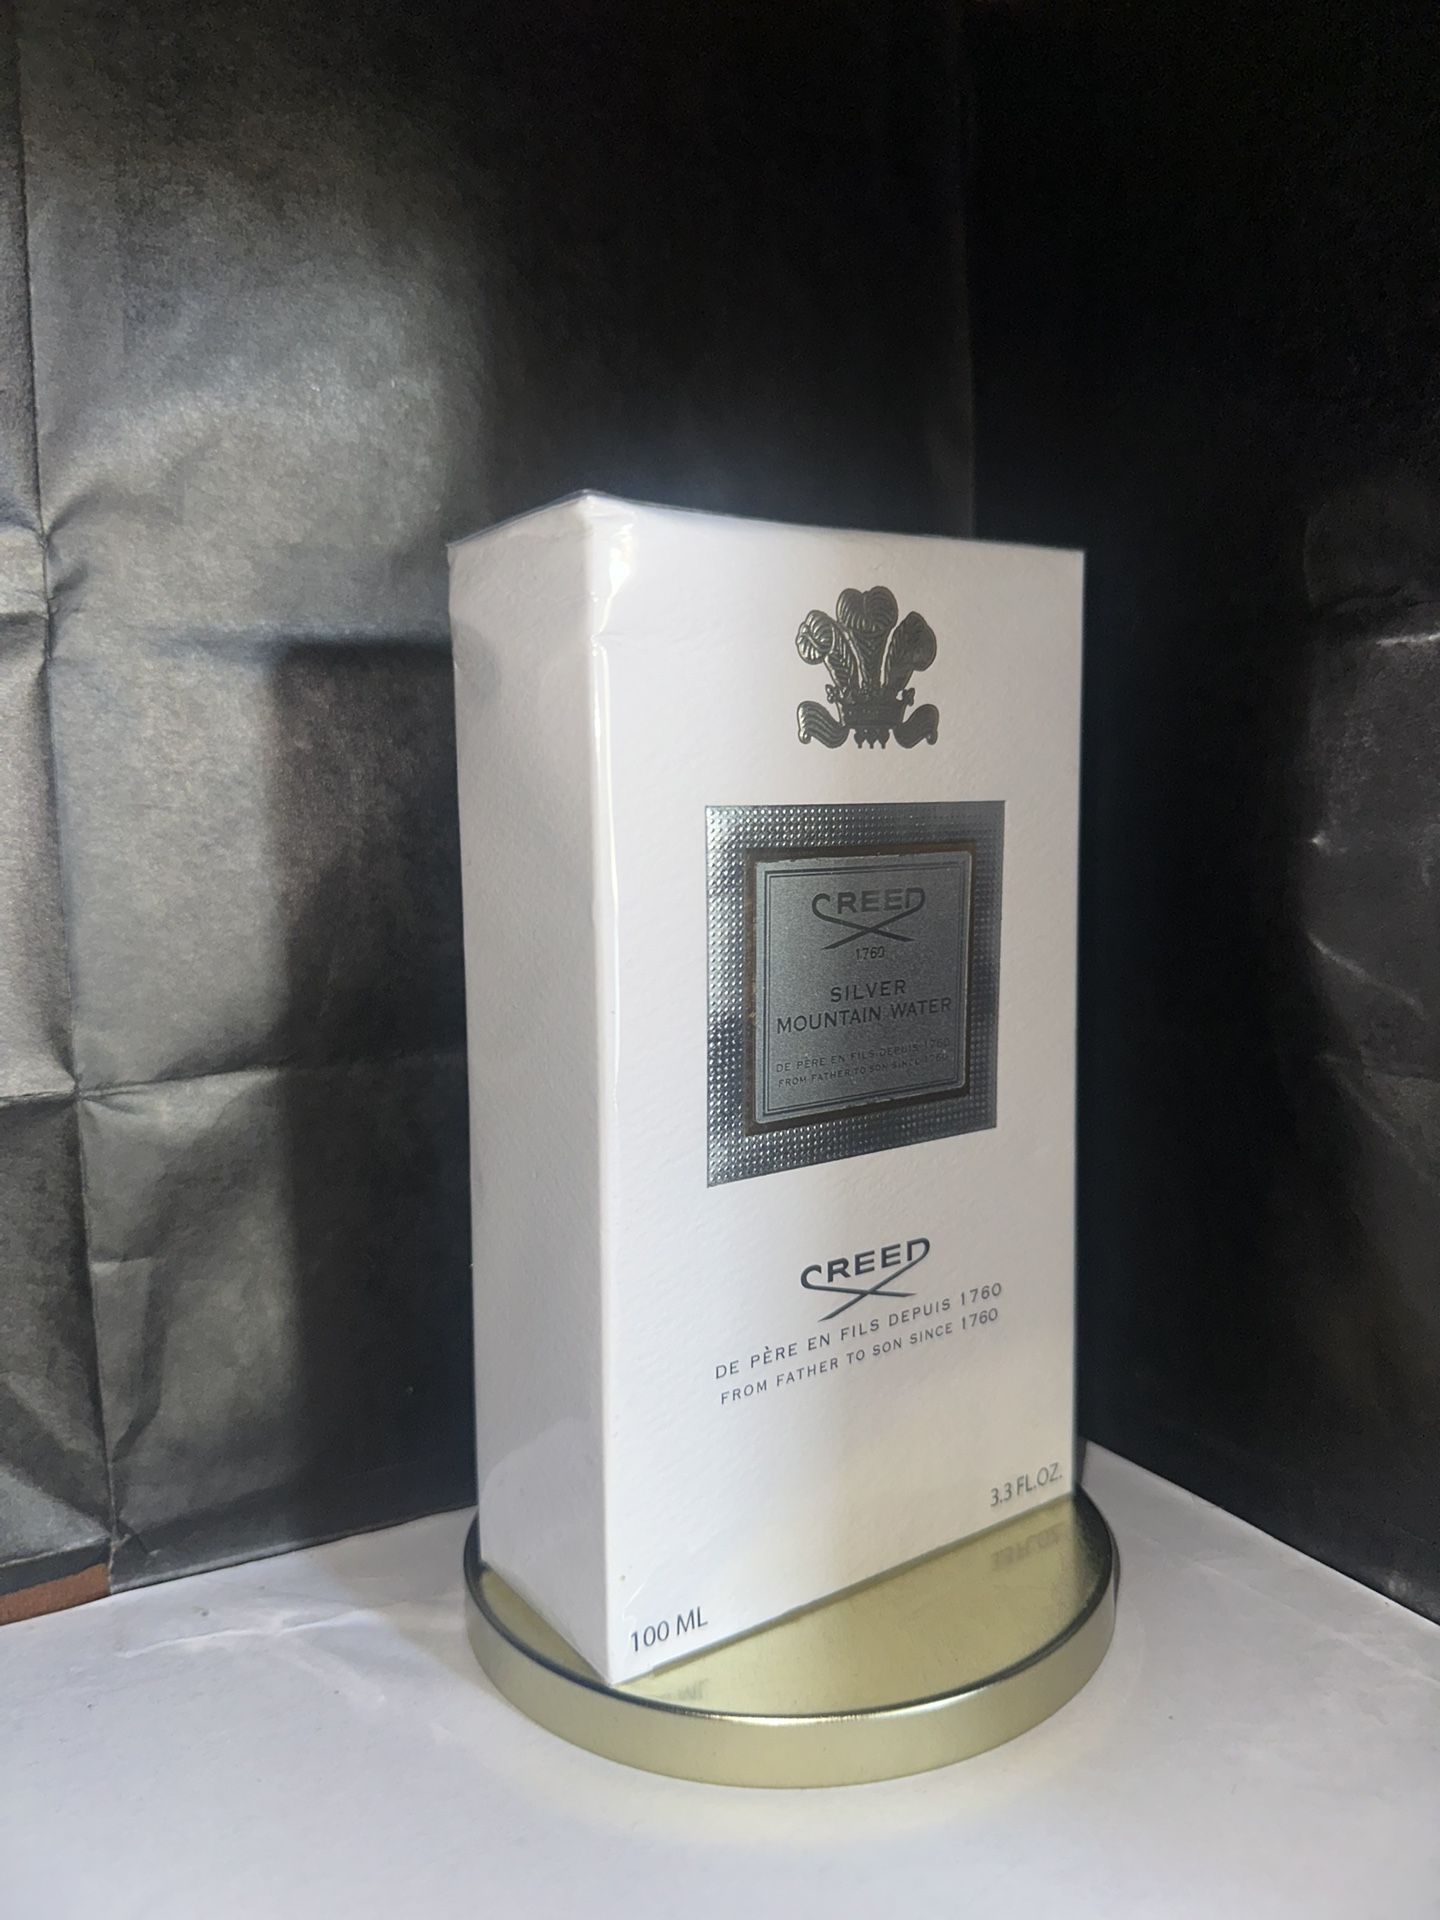 CREED
1760
SILVER
MOUNTAIN WATER
DE PÈRE EN FILS DEPUIS 1760
FROM FATHER TO SON SINCE 1760
CREED
DE PÈRE EN FILS DEPUIS 1760
FROM FATHER TO SON SINCE 1760
3.3 FL.OZ.
100 ML